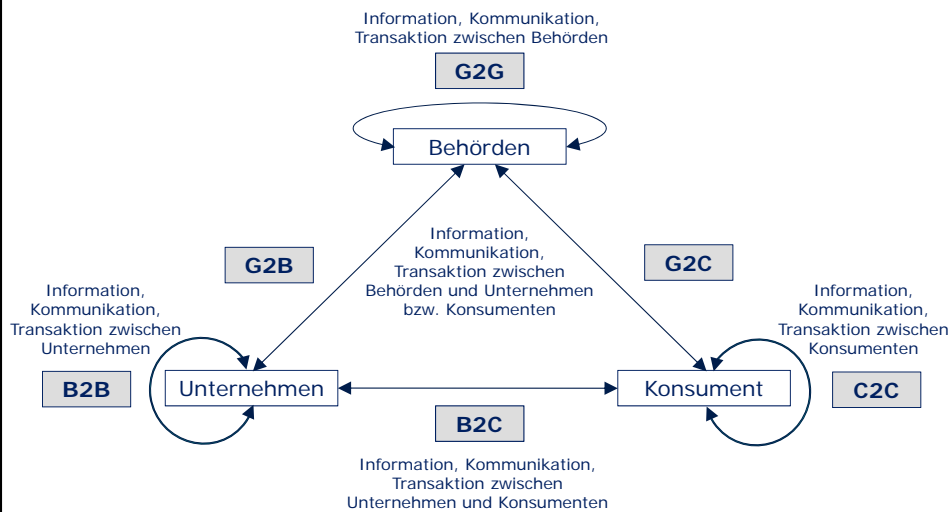 Information, Kommunikation,
Transaktion zwischen Behörden
G2G
Behörden
Information,
Kommunikation,
Transaktion zwischen
Behörden und Unternehmen
bzw. Konsumenten
G2B
G2C
Information,
Kommunikation,
Transaktion zwischen
Unternehmen
B2B
Unternehmen
Information,
Kommunikation,
Transaktion zwischen
Konsumenten
Konsument
C2C
B2C
Information, Kommunikation,
Transaktion zwischen
Unternehmen und Konsumenten